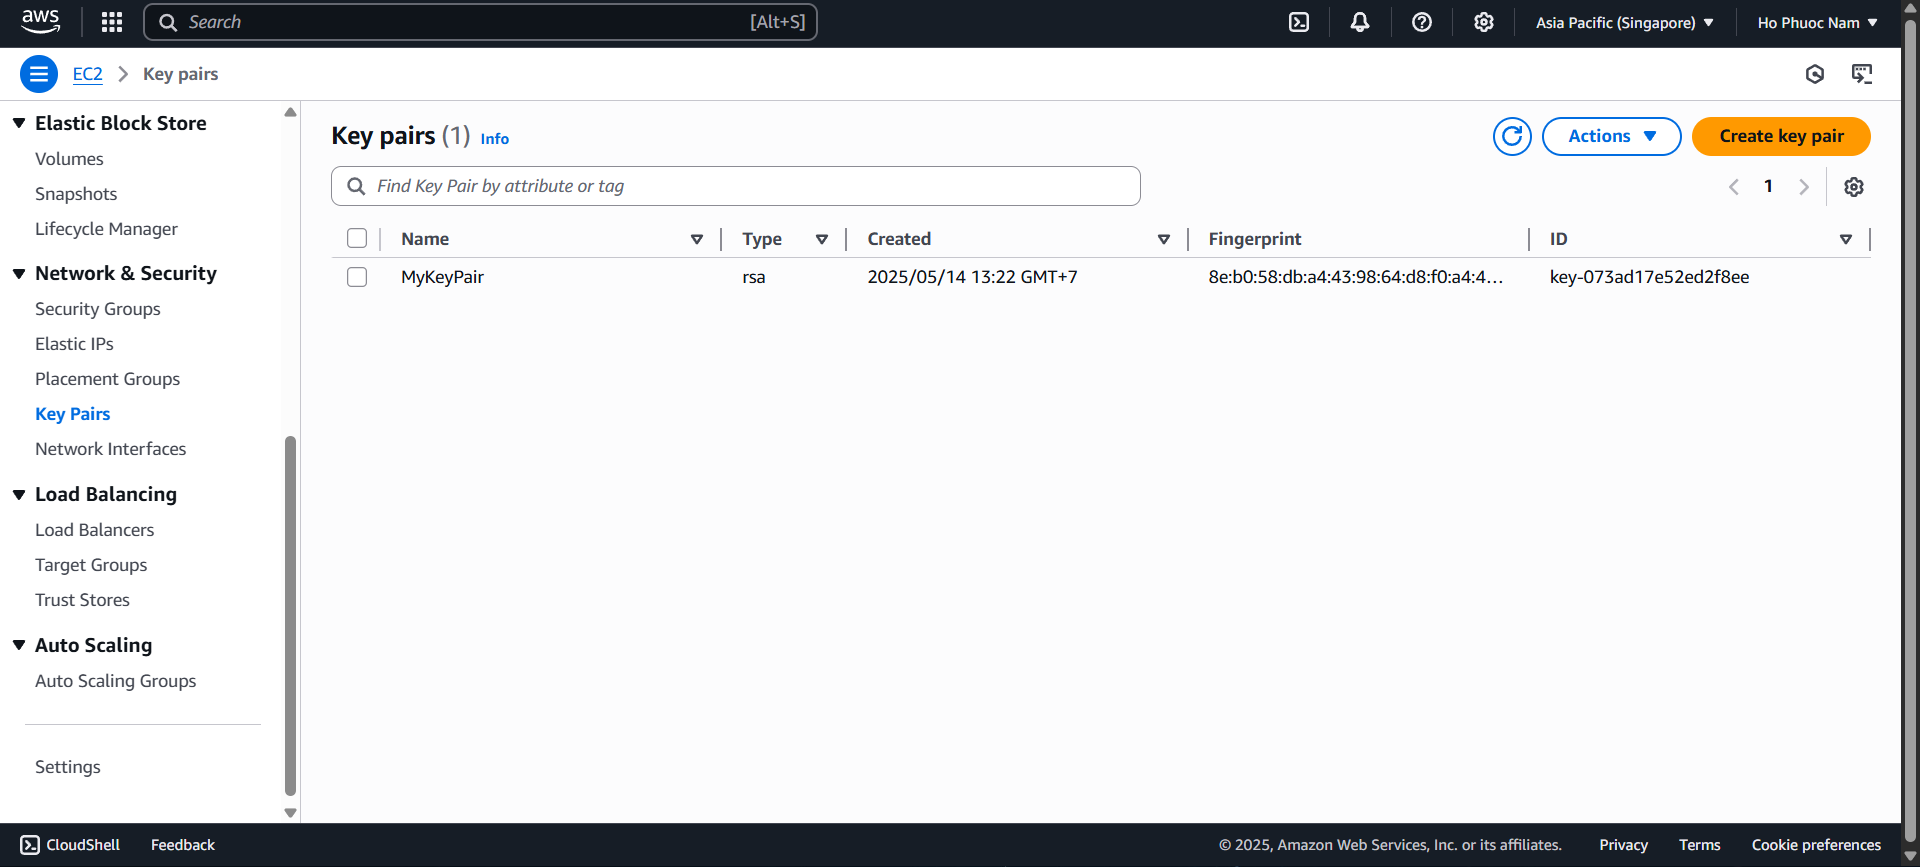 aws
Search [Alt+S]
Asia Pacific (Singapore)
Ho Phuoc Nam
EC2 > Key pairs
Elastic Block Store
Volumes
Snapshots
Lifecycle Manager
Network & Security
Security Groups
Elastic IPs
Placement Groups
Key Pairs
Network Interfaces
Load Balancing
Load Balancers
Target Groups
Trust Stores
Auto Scaling
Auto Scaling Groups
Settings
Key pairs (1) Info
Actions
Create key pair
Find Key Pair by attribute or tag
1
Name Type Created Fingerprint ID
MyKeyPair rsa 2025/05/14 13:22 GMT+7 8e:b0:58:db:a4:43:98:64:d8:f0:a4:4... key-073ad17e52ed2f8ee
CloudShell Feedback © 2025, Amazon Web Services, Inc. or its affiliates. Privacy Terms Cookie preferences